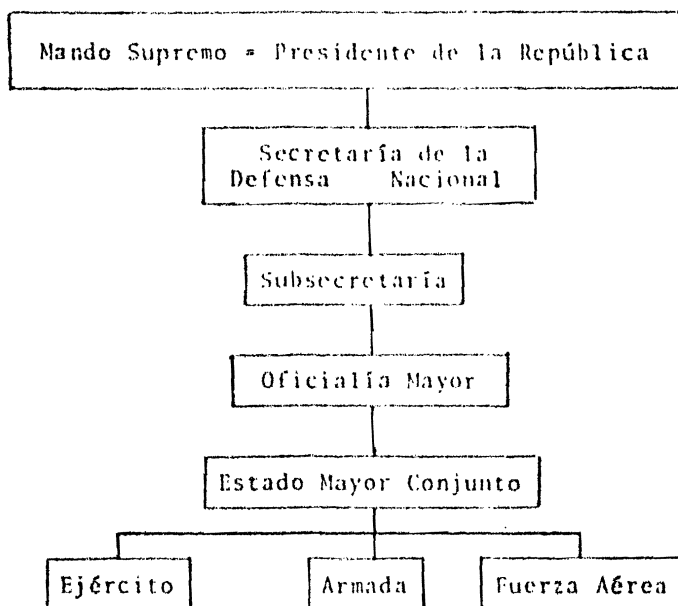 Mando Supremo = Presidente de la República
Secretaría de la
Defensa Nacional
Subsecretaría
Oficialía Mayor
Estado Mayor Conjunto
Ejército
Armada
Fuerza Aérea